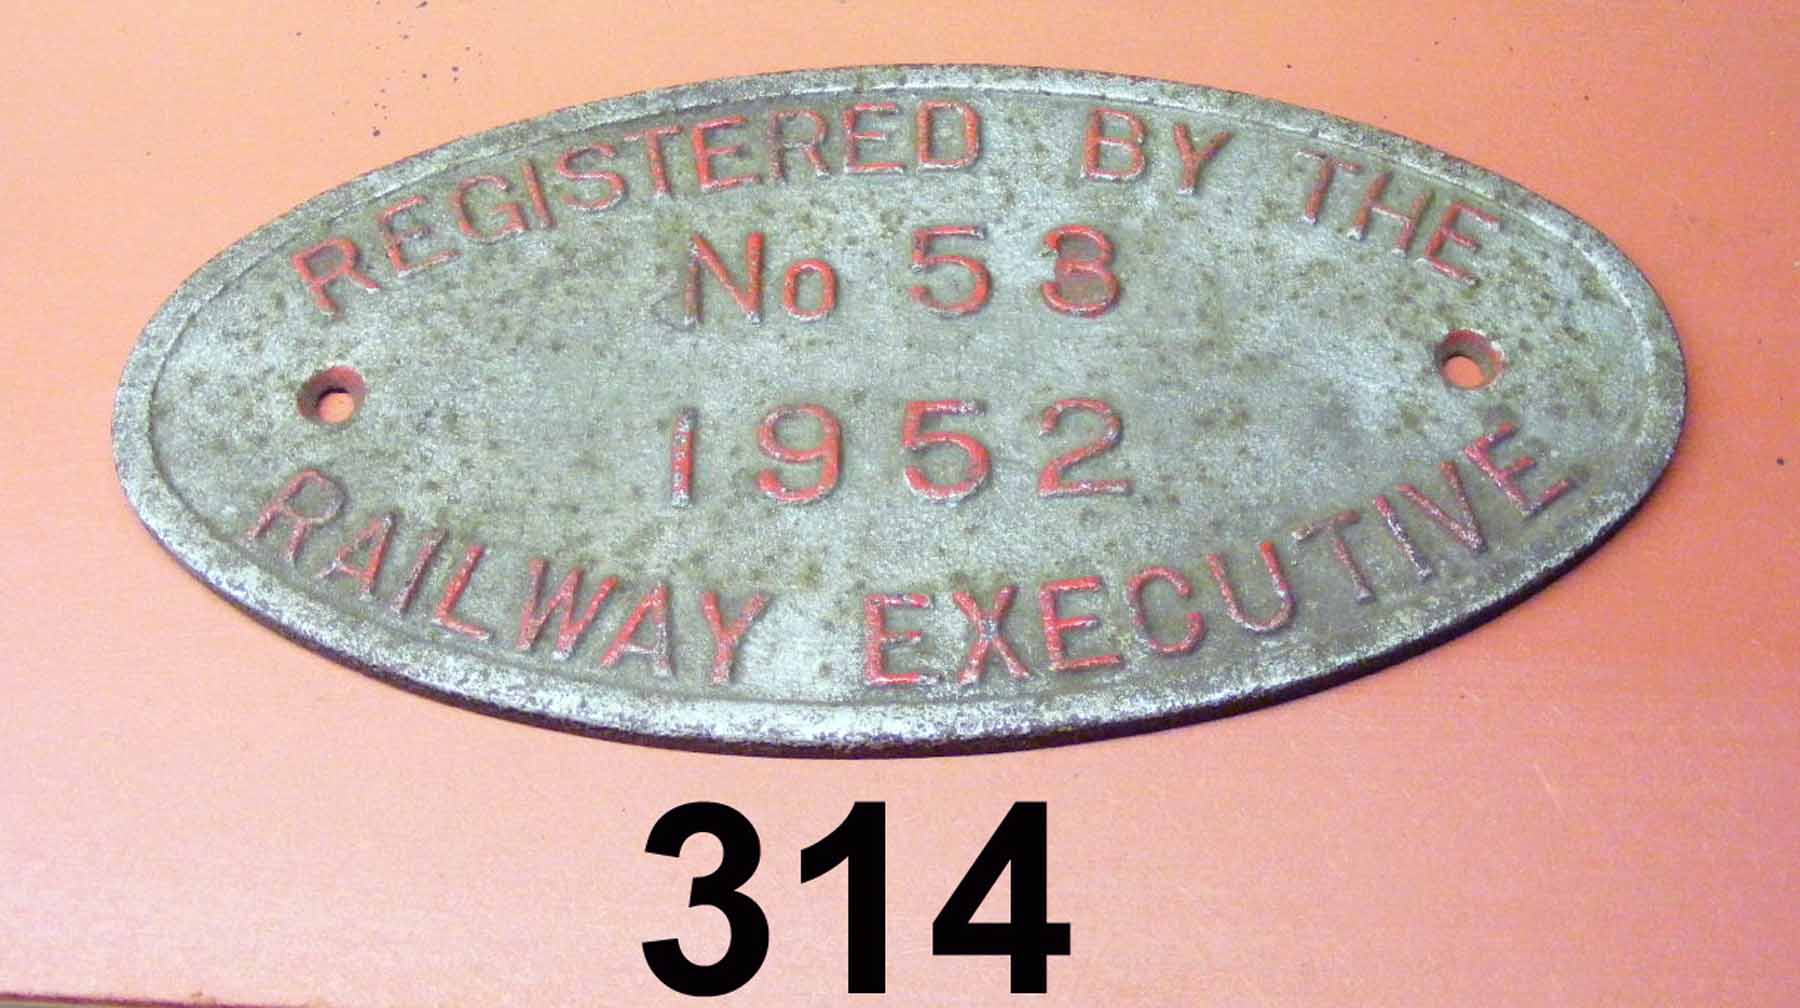 REGISTERED BY THE
No 53
1952
RAILWAY EXECUTIVE
314